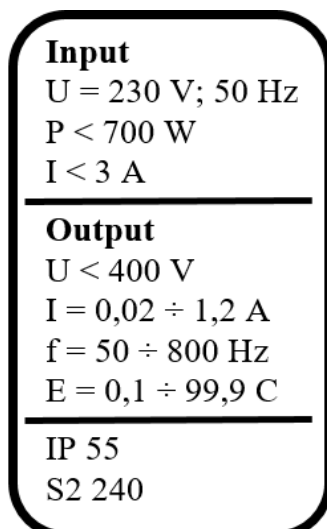 Input
U = 230 V; 50 Hz
P < 700 W
I < 3 A
Output
U < 400 V
I = 0,02 ÷ 1,2 A
f = 50 ÷ 800 Hz
E = 0,1 ÷ 99,9 C
IP 55
S2 240